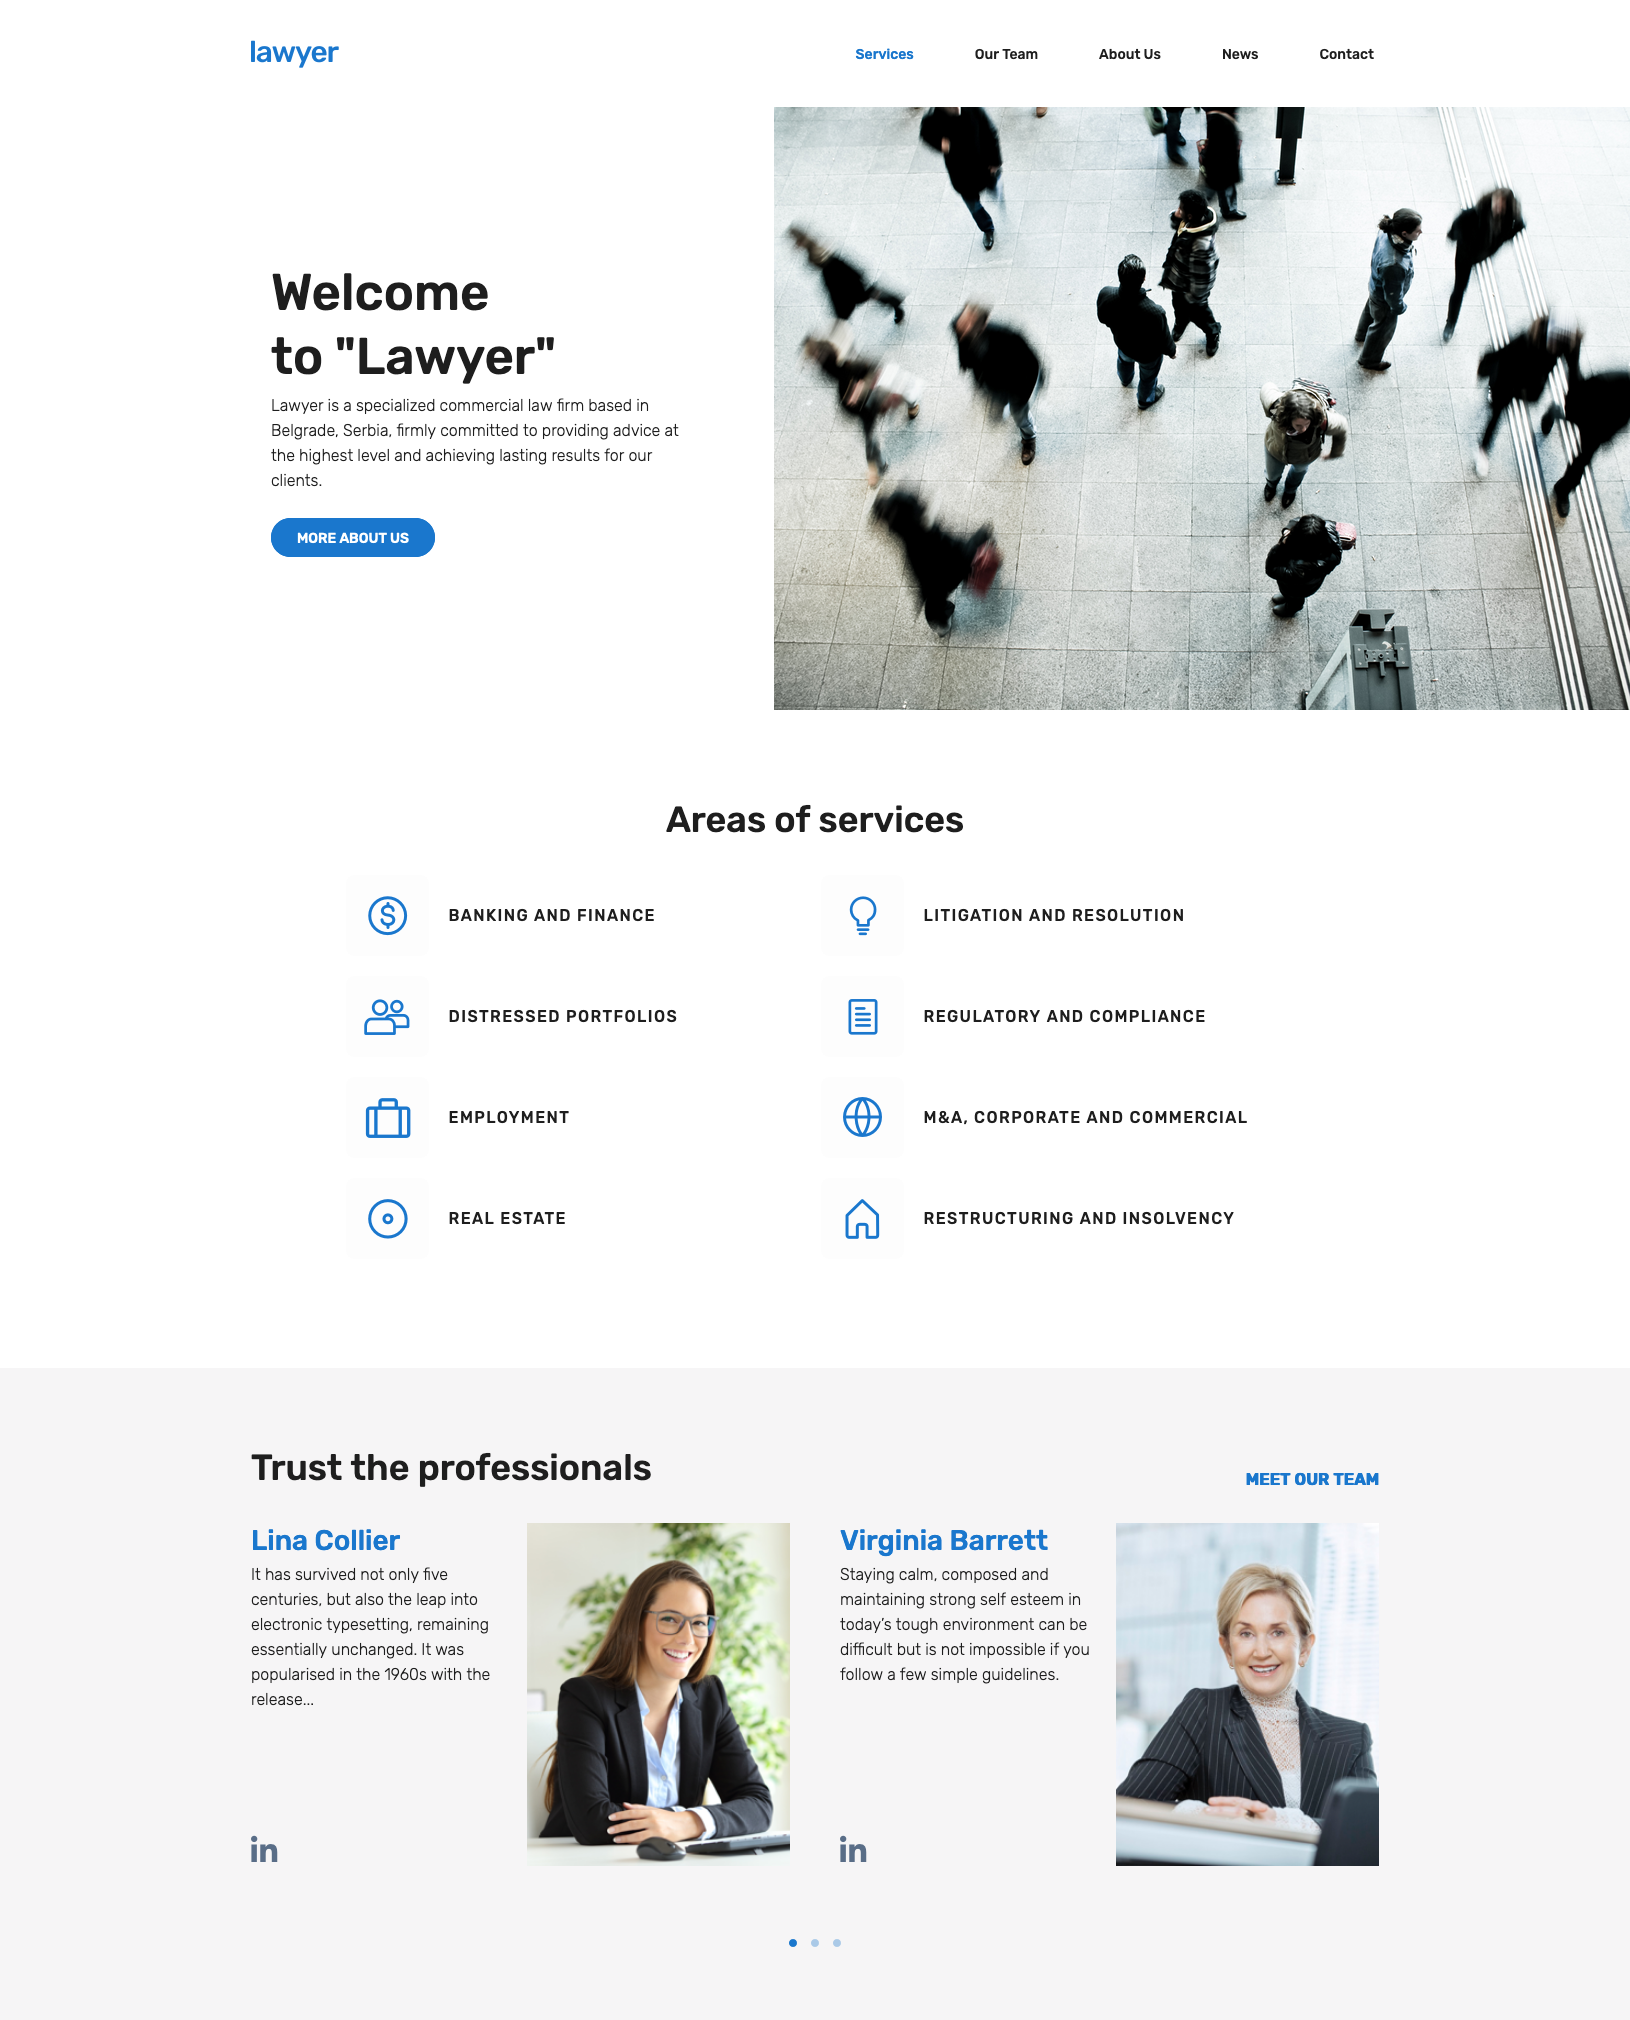 lawyer
Services
Our Team
About Us
News
Contact
Welcome
to "Lawyer"
Lawyer is a specialized commercial law firm based in
Belgrade, Serbia, firmly committed to providing advice at
the highest level and achieving lasting results for our
clients.
MORE ABOUT US
Areas of services
BANKING AND FINANCE
LITIGATION AND RESOLUTION
DISTRESSED PORTFOLIOS
REGULATORY AND COMPLIANCE
EMPLOYMENT
M&A, CORPORATE AND COMMERCIAL
REAL ESTATE
RESTRUCTURING AND INSOLVENCY
Trust the professionals
MEET OUR TEAM
Lina Collier
It has survived not only five
centuries, but also the leap into
electronic typesetting, remaining
essentially unchanged. It was
popularised in the 1960s with the
release...
in
Virginia Barrett
Staying calm, composed and
maintaining strong self esteem in
today’s tough environment can be
difficult but is not impossible if you
follow a few simple guidelines.
in